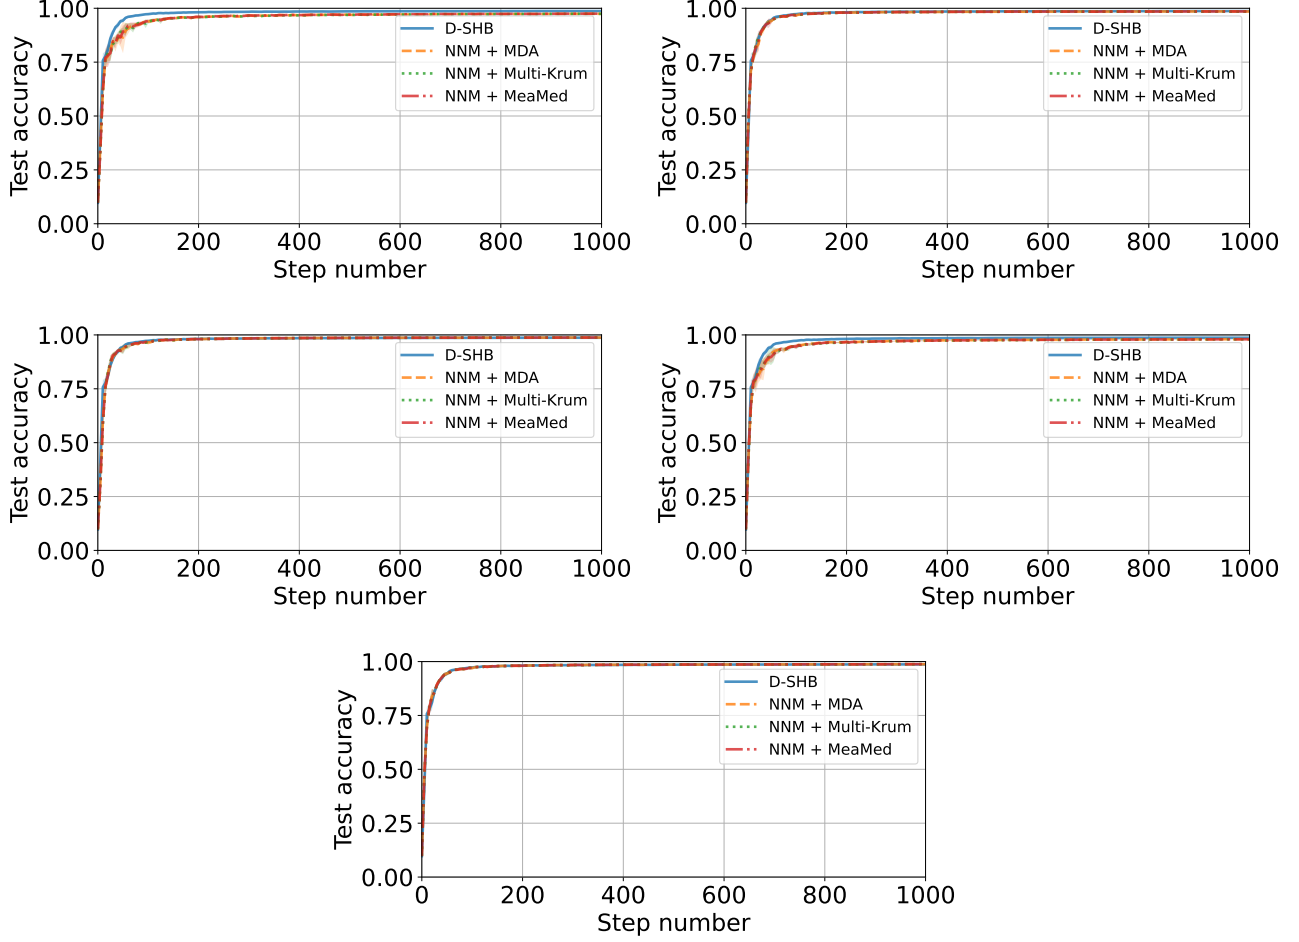 1.00
0.75
0.50
0.25
0.00
Test accuracy
D-SHB
NNM + MDA
NNM + Multi-Krum
NNM + MeaMed
0 200 400 600 800 1000
Step number
1.00
0.75
0.50
0.25
0.00
Test accuracy
D-SHB
NNM + MDA
NNM + Multi-Krum
NNM + MeaMed
0 200 400 600 800 1000
Step number
1.00
0.75
0.50
0.25
0.00
Test accuracy
D-SHB
NNM + MDA
NNM + Multi-Krum
NNM + MeaMed
0 200 400 600 800 1000
Step number
1.00
0.75
0.50
0.25
0.00
Test accuracy
D-SHB
NNM + MDA
NNM + Multi-Krum
NNM + MeaMed
0 200 400 600 800 1000
Step number
1.00
0.75
0.50
0.25
0.00
Test accuracy
D-SHB
NNM + MDA
NNM + Multi-Krum
NNM + MeaMed
0 200 400 600 800 1000
Step number